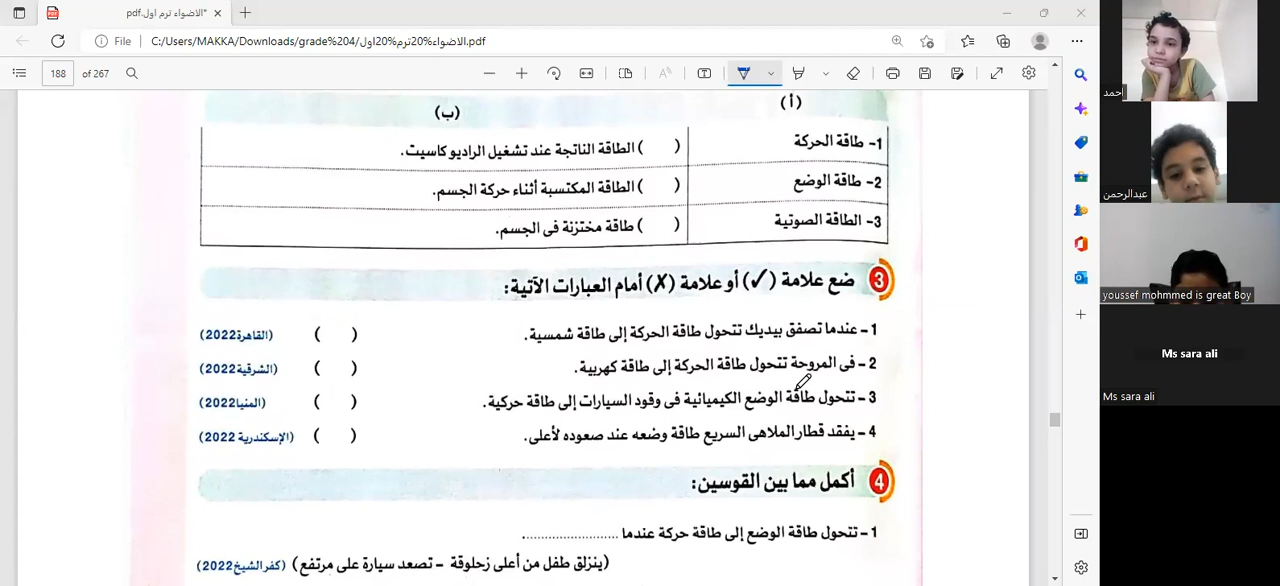 *الاضواء ترم اول.pdf
File
C:/Users/MAKKA/Downloads/grade%204/الاضواء%20ترم%20اول.pdf
188 of 267
(أ)
(ب)
1- طاقة الحركة
( ) الطاقة الناتجة عند تشغيل الراديو كاسيت.
2- طاقة الوضع
( ) الطاقة المكتسبة أثناء حركة الجسم.
3- الطاقة الصوتية
( ) طاقة مختزنة فى الجسم.
3 ضع علامة (✓) أو علامة (✗) أمام العبارات الآتية:
1- عندما تصفق بيديك تتحول طاقة الحركة إلى طاقة شمسية. ( ) (القاهرة 2022)
2- فى المروحة تتحول طاقة الحركة إلى طاقة كهربية. ( ) (الشرقية 2022)
3- تتحول طاقة الوضع الكيميائية فى وقود السيارات إلى طاقة حركية. ( ) (المنيا 2022)
4- يفقد قطار الملاهى السريع طاقة وضعه عند صعوده لأعلى. ( ) (الإسكندرية 2022)
4 أكمل مما بين القوسين:
1- تتحول طاقة الوضع إلى طاقة حركة عندما ........................
(ينزلق طفل من أعلى زحلوقة - تصعد سيارة على مرتفع) (كفر الشيخ 2022)
احمد
عبدالرحمن
youssef mohmmed is great Boy
Ms sara ali
Ms sara ali